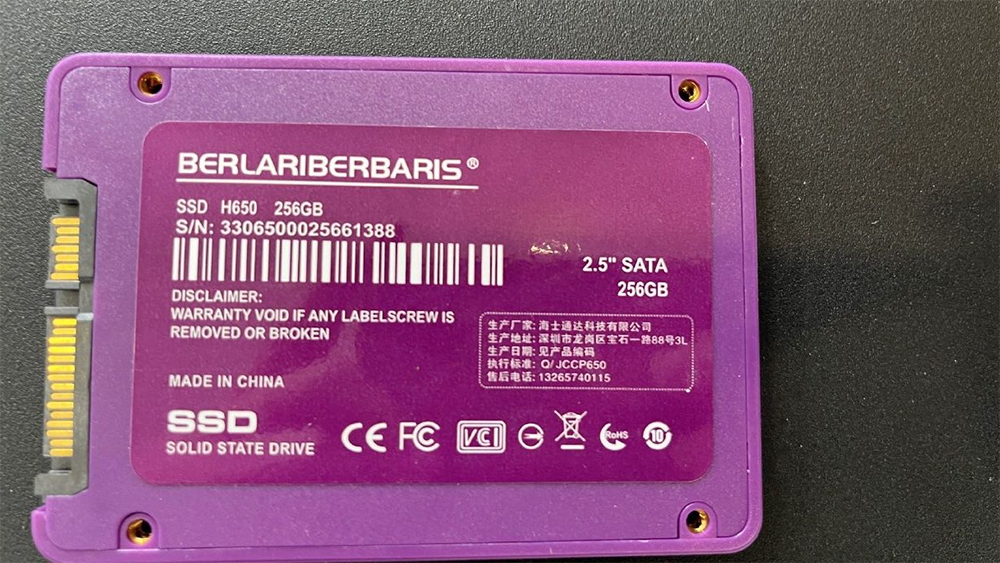 BERLARIBERBARIS®
SSD H650 256GB
S/N: 3306500025661388
2.5" SATA
256GB
DISCLAIMER:
WARRANTY VOID IF ANY LABELSCREW IS
REMOVED OR BROKEN
生产厂家: 海士通达科技有限公司
生产地址: 深圳市龙岗区宝石一路88号3L
生产日期: 见产品编码
执行标准: Q/JCCP650
售后电话: 13265740115
MADE IN CHINA
SSD
SOLID STATE DRIVE
CE FC VCI RoHS 10